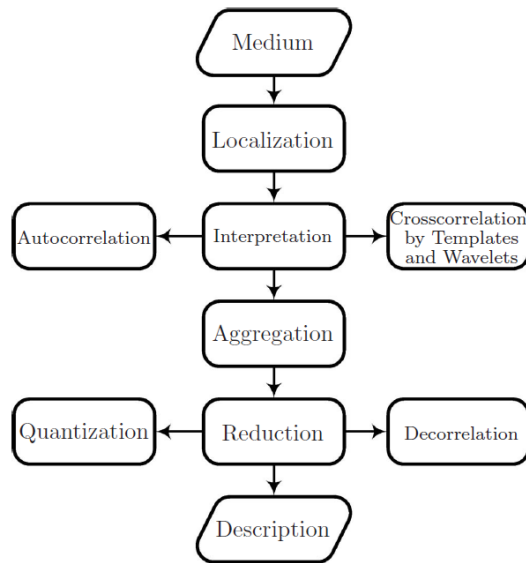 Medium
Localization
Autocorrelation
Interpretation
Crosscorrelation
by Templates
and Wavelets
Aggregation
Quantization
Reduction
Decorrelation
Description